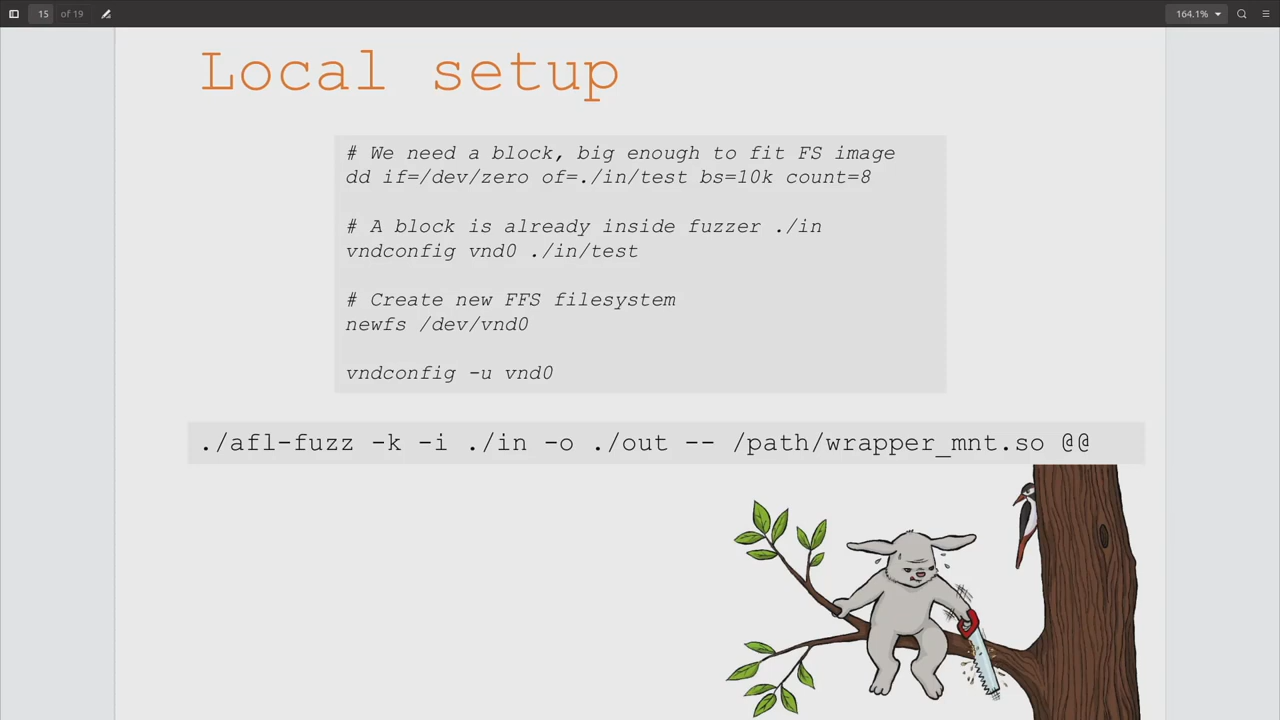 15 of 19
164.1%
Local setup
# We need a block, big enough to fit FS image
dd if=/dev/zero of=./in/test bs=10k count=8
# A block is already inside fuzzer ./in
vndconfig vnd0 ./in/test
# Create new FFS filesystem
newfs /dev/vnd0
vndconfig -u vnd0
./afl-fuzz -k -i ./in -o ./out -- /path/wrapper_mnt.so @@